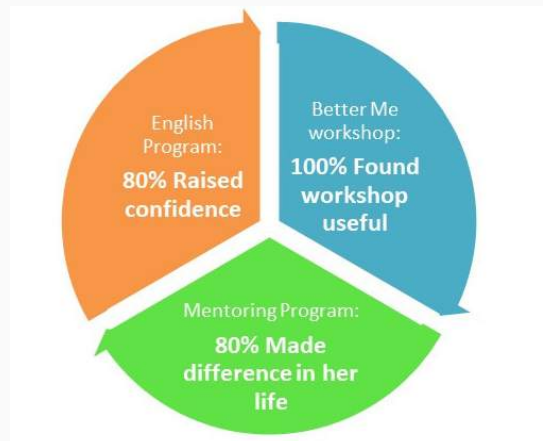 English
Program:
80% Raised
confidence
Better Me
workshop:
100% Found
workshop
useful
Mentoring Program:
80% Made
difference in her
life